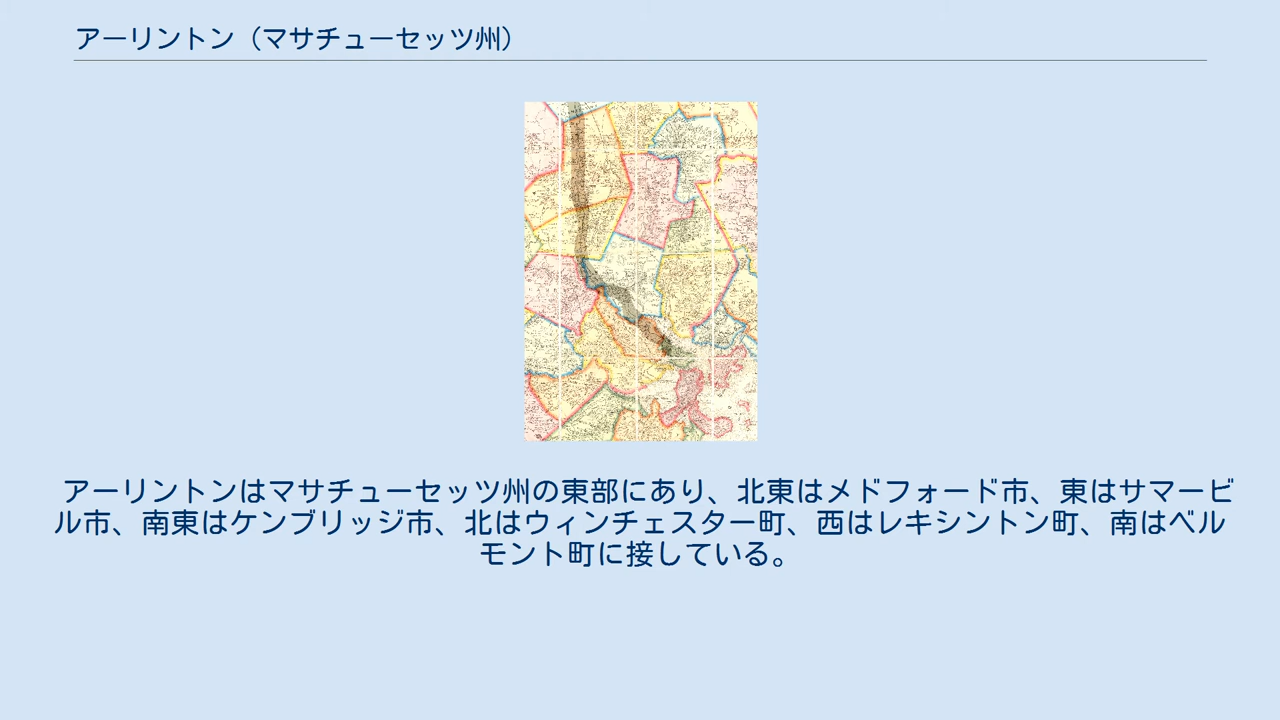 アーリントン（マサチューセッツ州）
アーリントンはマサチューセッツ州の東部にあり、北東はメドフォード市、東はサマービ
ル市、南東はケンブリッジ市、北はウィンチェスター町、西はレキシントン町、南はベル
モント町に接している。